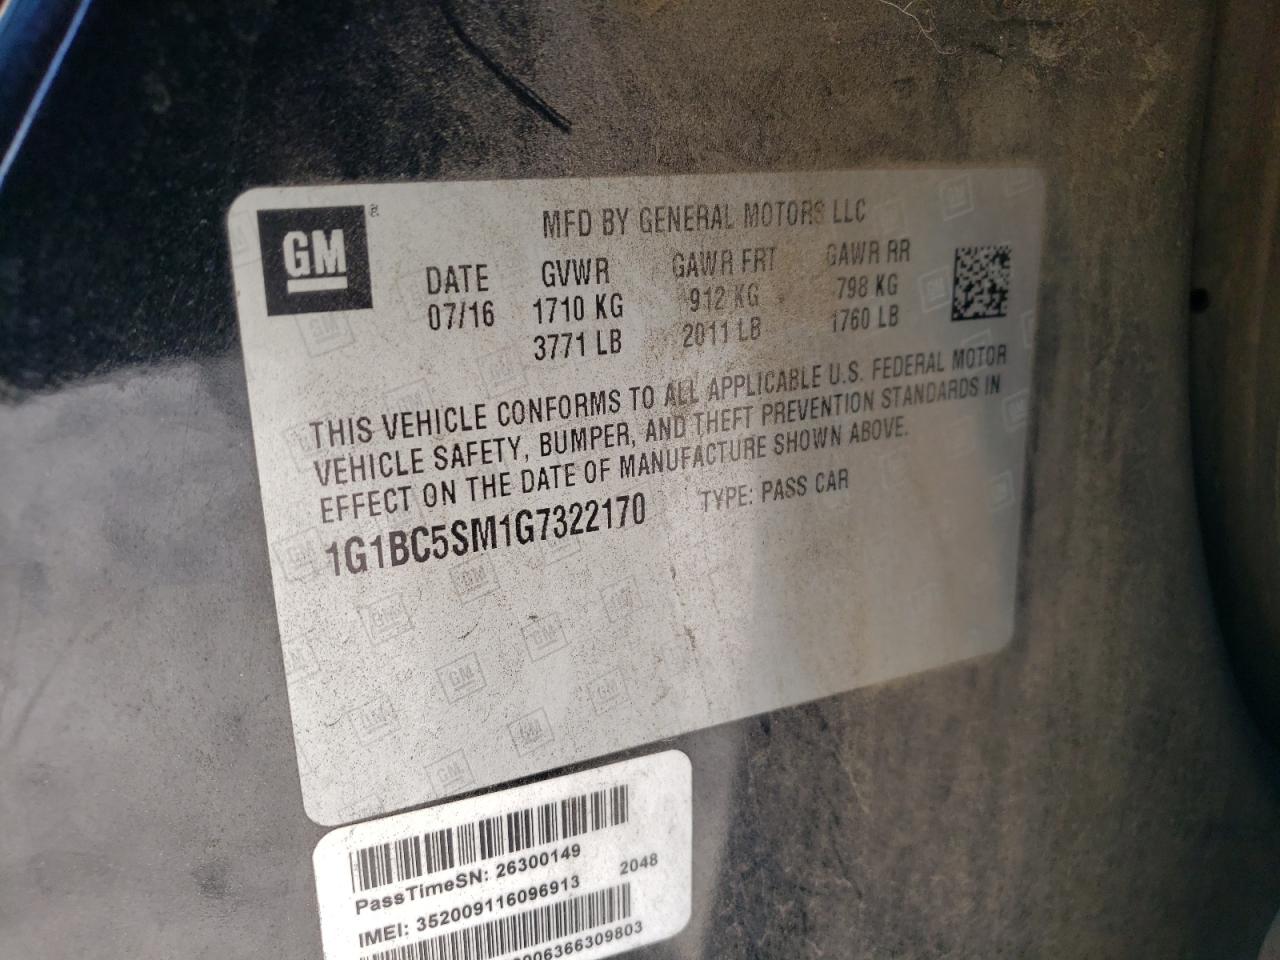 GM
MFD BY GENERAL MOTORS LLC
DATE GVWR GAWR FRT GAWR RR
07/16 1710 KG 912 KG 798 KG
3771 LB 2011 LB 1760 LB
THIS VEHICLE CONFORMS TO ALL APPLICABLE U.S. FEDERAL MOTOR
VEHICLE SAFETY, BUMPER, AND THEFT PREVENTION STANDARDS IN
EFFECT ON THE DATE OF MANUFACTURE SHOWN ABOVE.
1G1BC5SM1G7322170 TYPE: PASS CAR
PassTimeSN: 26300149
IMEI: 352009116096913 2048